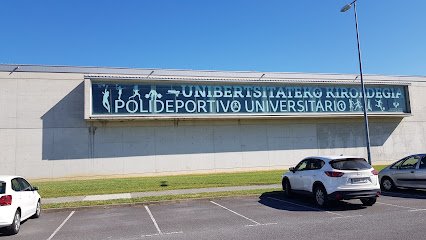 UNIBERTSITATEKO KIROLDEGIA
POLIDEPORTIVO UNIVERSITARIO